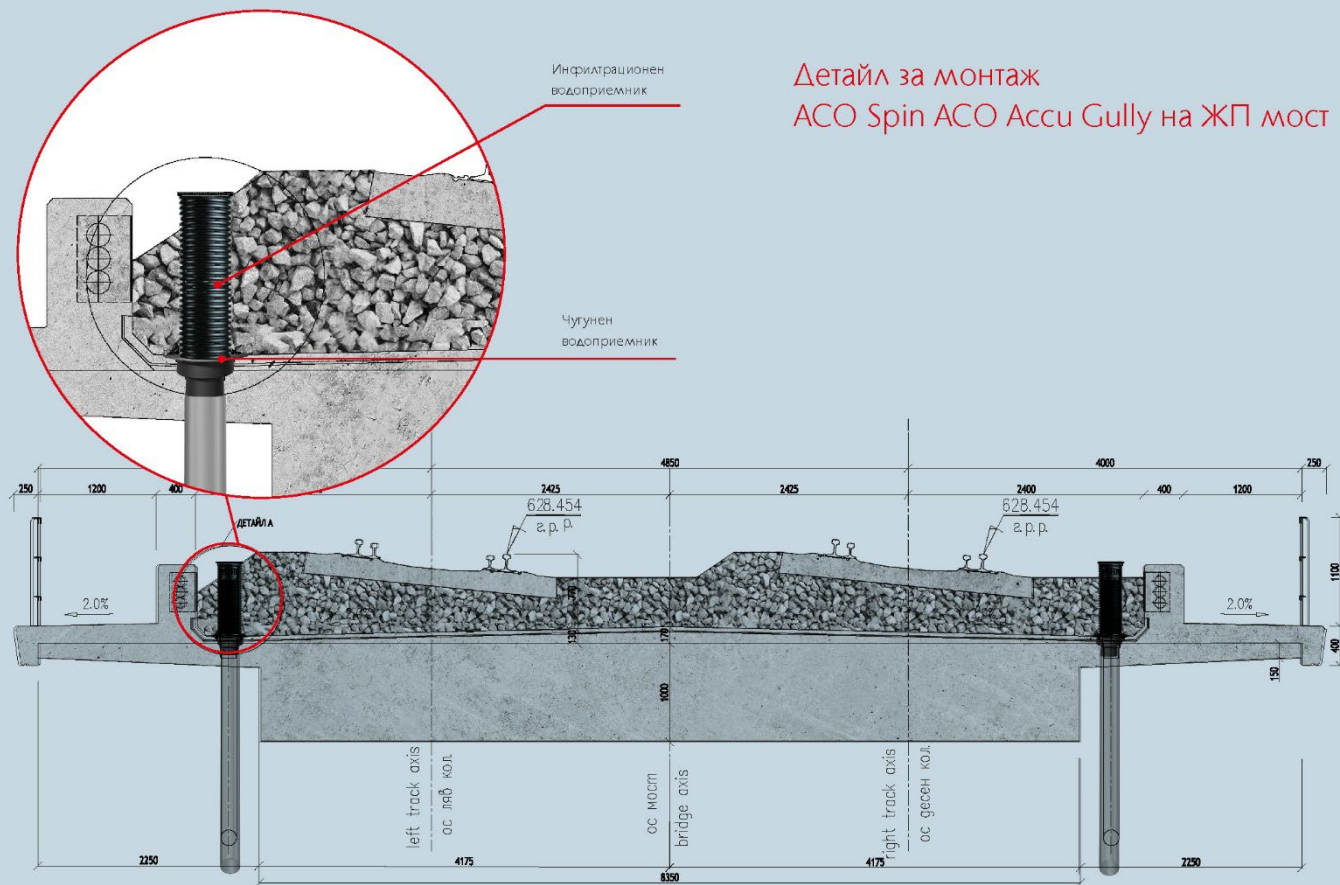 Инфилтрационен
водоприемник
Детайл за монтаж
ACO Spin ACO Accu Gully на ЖП мост
Чугунен
водоприемник
4850
4000
250
250
1200
400
2425
2425
2400
400
1200
628.454
г.р.р.
628.454
г.р.р.
ДЕТАЙЛ А
2.0%
2.0%
1100
400
150
130
170
1000
left track axis
ос ляв кол.
ос мост
bridge axis
right track axis
ос десен кол.
2250
4175
4175
2250
8350